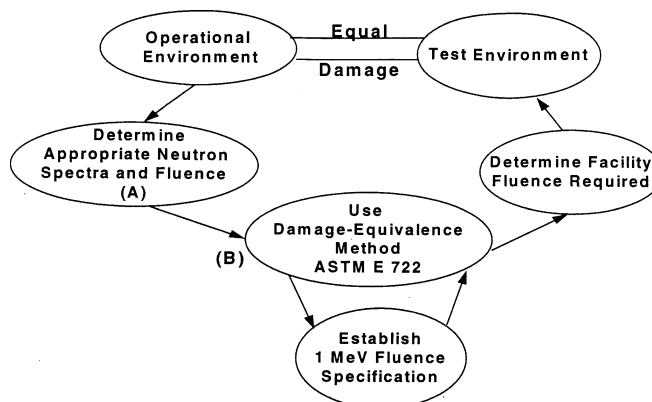 Operational
Environment
Equal
Damage
Test Environment
Determine
Appropriate Neutron
Spectra and Fluence
(A)
Determine Facility
Fluence Required
(B)
Use
Damage-Equivalence
Method
ASTM E 722
Establish
1 MeV Fluence
Specification